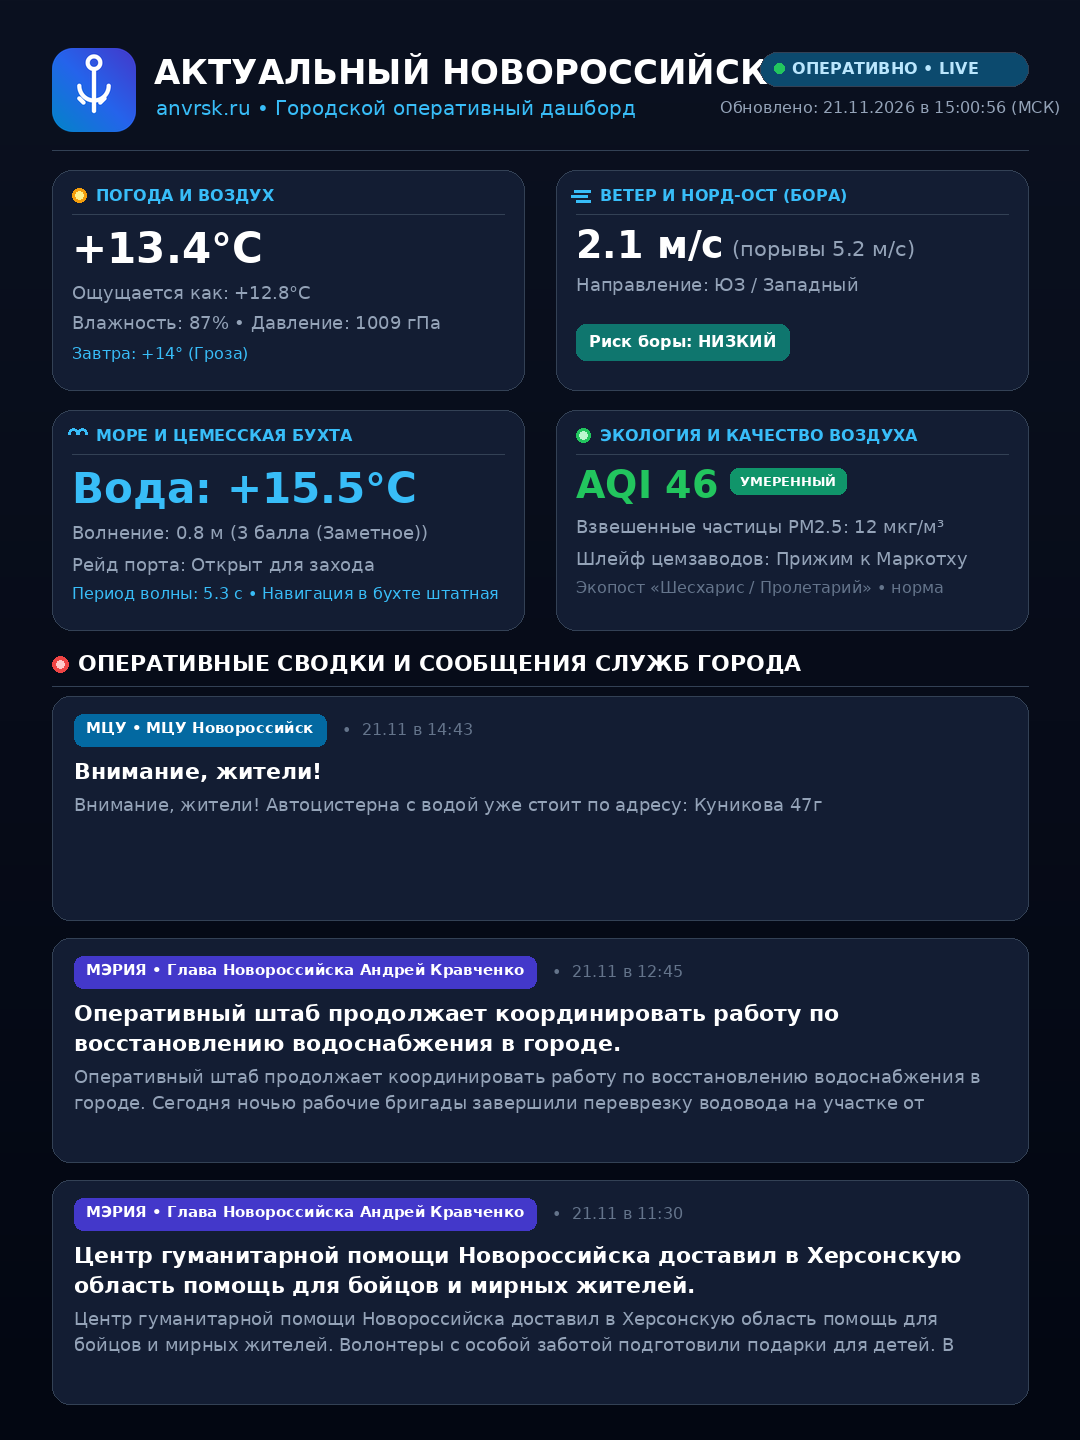 АКТУАЛЬНЫЙ НОВОРОССИЙСК
ОПЕРАТИВНО • LIVE
anvrsk.ru • Городской оперативный дашборд
Обновлено: 21.11.2026 в 15:00:56 (МСК)
ПОГОДА И ВОЗДУХ
+13.4°C
Ощущается как: +12.8°C
Влажность: 87% • Давление: 1009 гПа
Завтра: +14° (Гроза)
ВЕТЕР И НОРД-ОСТ (БОРА)
2.1 м/с (порывы 5.2 м/с)
Направление: ЮЗ / Западный
Риск боры: НИЗКИЙ
МОРЕ И ЦЕМЕССКАЯ БУХТА
Вода: +15.5°C
Волнение: 0.8 м (3 балла (Заметное))
Рейд порта: Открыт для захода
Период волны: 5.3 с • Навигация в бухте штатная
ЭКОЛОГИЯ И КАЧЕСТВО ВОЗДУХА
AQI 46 УМЕРЕННЫЙ
Взвешенные частицы PM2.5: 12 мкг/м³
Шлейф цемзаводов: Прижим к Маркотху
Экопост «Шесхарис / Пролетарий» • норма
ОПЕРАТИВНЫЕ СВОДКИ И СООБЩЕНИЯ СЛУЖБ ГОРОДА
МЦУ • МЦУ Новороссийск • 21.11 в 14:43
Внимание, жители!
Внимание, жители! Автоцистерна с водой уже стоит по адресу: Куникова 47г
МЭРИЯ • Глава Новороссийска Андрей Кравченко • 21.11 в 12:45
Оперативный штаб продолжает координировать работу по
восстановлению водоснабжения в городе.
Оперативный штаб продолжает координировать работу по восстановлению водоснабжения в
городе. Сегодня ночью рабочие бригады завершили переврезку водовода на участке от
МЭРИЯ • Глава Новороссийска Андрей Кравченко • 21.11 в 11:30
Центр гуманитарной помощи Новороссийска доставил в Херсонскую
область помощь для бойцов и мирных жителей.
Центр гуманитарной помощи Новороссийска доставил в Херсонскую область помощь для
бойцов и мирных жителей. Волонтеры с особой заботой подготовили подарки для детей. В